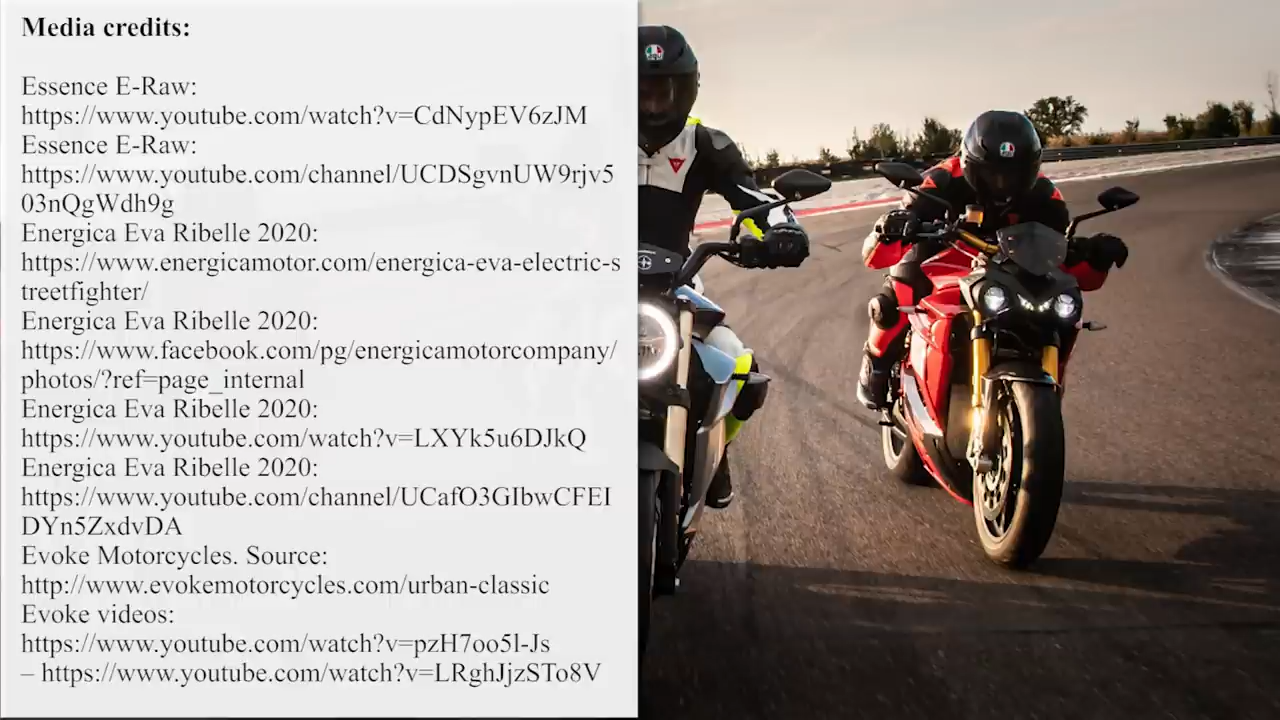 Media credits:
Essence E-Raw:
https://www.youtube.com/watch?v=CdNypEV6zJM
Essence E-Raw:
https://www.youtube.com/channel/UCDSgvnUW9rjv5
03nQgWdh9g
Energica Eva Ribelle 2020:
https://www.energicamotor.com/energica-eva-electric-s
treetfighter/
Energica Eva Ribelle 2020:
https://www.facebook.com/pg/energicamotorcompany/
photos/?ref=page_internal
Energica Eva Ribelle 2020:
https://www.youtube.com/watch?v=LXYk5u6DJkQ
Energica Eva Ribelle 2020:
https://www.youtube.com/channel/UCafO3GIbwCFEI
DYn5ZxdvDA
Evoke Motorcycles. Source:
http://www.evokemotorcycles.com/urban-classic
Evoke videos:
https://www.youtube.com/watch?v=pzH7oo5l-Js
– https://www.youtube.com/watch?v=LRghJjzSTo8V